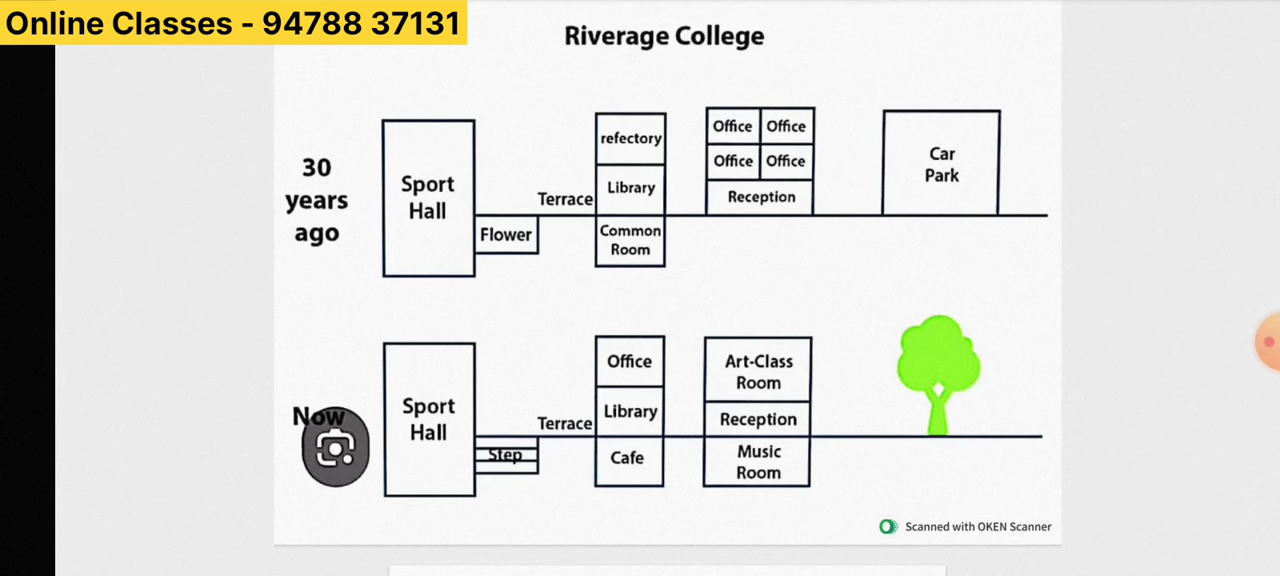 Online Classes - 94788 37131
Riverage College
30
years
ago
Sport
Hall
Flower
Terrace
refectory
Library
Common
Room
Office Office
Office Office
Reception
Car
Park
Now
Sport
Hall
Step
Terrace
Office
Library
Cafe
Art-Class
Room
Reception
Music
Room
Scanned with OKEN Scanner